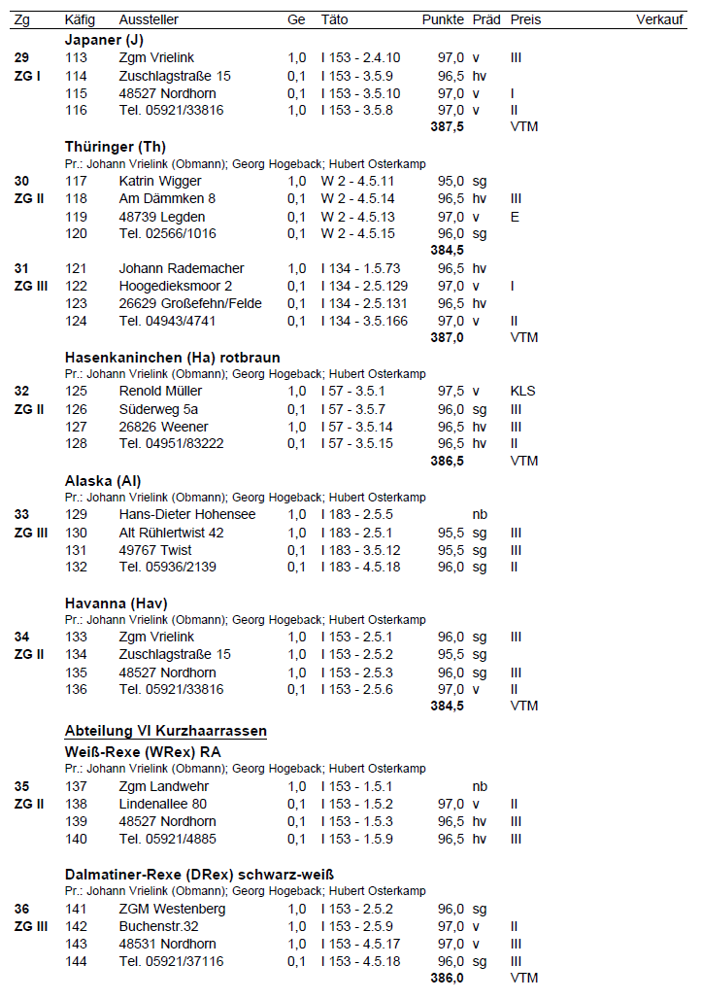 Zg Käfig Aussteller Ge Täto Punkte Präd Preis Verkauf
Japaner (J)
29 113 Zgm Vrielink 1,0 I 153 - 2.4.10 97,0 v III
ZG I 114 Zuschlagstraße 15 0,1 I 153 - 3.5.9 96,5 hv
115 48527 Nordhorn 0,1 I 153 - 3.5.10 97,0 v I
116 Tel. 05921/33816 1,0 I 153 - 3.5.8 97,0 v II
387,5 VTM
Thüringer (Th)
Pr.: Johann Vrielink (Obmann); Georg Hogeback; Hubert Osterkamp
30 117 Katrin Wigger 1,0 W 2 - 4.5.11 95,0 sg
ZG II 118 Am Dämmken 8 0,1 W 2 - 4.5.14 96,5 hv III
119 48739 Legden 0,1 W 2 - 4.5.13 97,0 v E
120 Tel. 02566/1016 0,1 W 2 - 4.5.15 96,0 sg
384,5
31 121 Johann Rademacher 1,0 I 134 - 1.5.73 96,5 hv
ZG III 122 Hoogedieksmoor 2 0,1 I 134 - 2.5.129 97,0 v I
123 26629 Großefehn/Felde 0,1 I 134 - 2.5.131 96,5 hv
124 Tel. 04943/4741 0,1 I 134 - 3.5.166 97,0 v II
387,0 VTM
Hasenkaninchen (Ha) rotbraun
Pr.: Johann Vrielink (Obmann); Georg Hogeback; Hubert Osterkamp
32 125 Renold Müller 1,0 I 57 - 3.5.1 97,5 v KLS
ZG II 126 Süderweg 5a 0,1 I 57 - 3.5.7 96,0 sg III
127 26826 Weener 1,0 I 57 - 3.5.14 96,5 hv III
128 Tel. 04951/83222 0,1 I 57 - 3.5.15 96,5 hv II
386,5 VTM
Alaska (Al)
Pr.: Johann Vrielink (Obmann); Georg Hogeback; Hubert Osterkamp
33 129 Hans-Dieter Hohensee 1,0 I 183 - 2.5.5 nb
ZG III 130 Alt Rühlertwist 42 1,0 I 183 - 2.5.1 95,5 sg III
131 49767 Twist 0,1 I 183 - 3.5.12 95,5 sg III
132 Tel. 05936/2139 0,1 I 183 - 4.5.18 96,0 sg II
Havanna (Hav)
Pr.: Johann Vrielink (Obmann); Georg Hogeback; Hubert Osterkamp
34 133 Zgm Vrielink 1,0 I 153 - 2.5.1 96,0 sg III
ZG II 134 Zuschlagstraße 15 1,0 I 153 - 2.5.2 95,5 sg
135 48527 Nordhorn 1,0 I 153 - 2.5.3 96,0 sg III
136 Tel. 05921/33816 0,1 I 153 - 2.5.6 97,0 v II
384,5 VTM
Abteilung VI Kurzhaarrassen
Weiß-Rexe (WRex) RA
Pr.: Johann Vrielink (Obmann); Georg Hogeback; Hubert Osterkamp
35 137 Zgm Landwehr 1,0 I 153 - 1.5.1 nb
ZG II 138 Lindenallee 80 0,1 I 153 - 1.5.2 97,0 v II
139 48527 Nordhorn 0,1 I 153 - 1.5.3 96,5 hv III
140 Tel. 05921/4885 0,1 I 153 - 1.5.9 96,5 hv III
Dalmatiner-Rexe (DRex) schwarz-weiß
Pr.: Johann Vrielink (Obmann); Georg Hogeback; Hubert Osterkamp
36 141 ZGM Westenberg 1,0 I 153 - 2.5.2 96,0 sg
ZG III 142 Buchenstr.32 1,0 I 153 - 2.5.9 97,0 v II
143 48531 Nordhorn 1,0 I 153 - 4.5.17 97,0 v III
144 Tel. 05921/37116 0,1 I 153 - 4.5.18 96,0 sg III
386,0 VTM